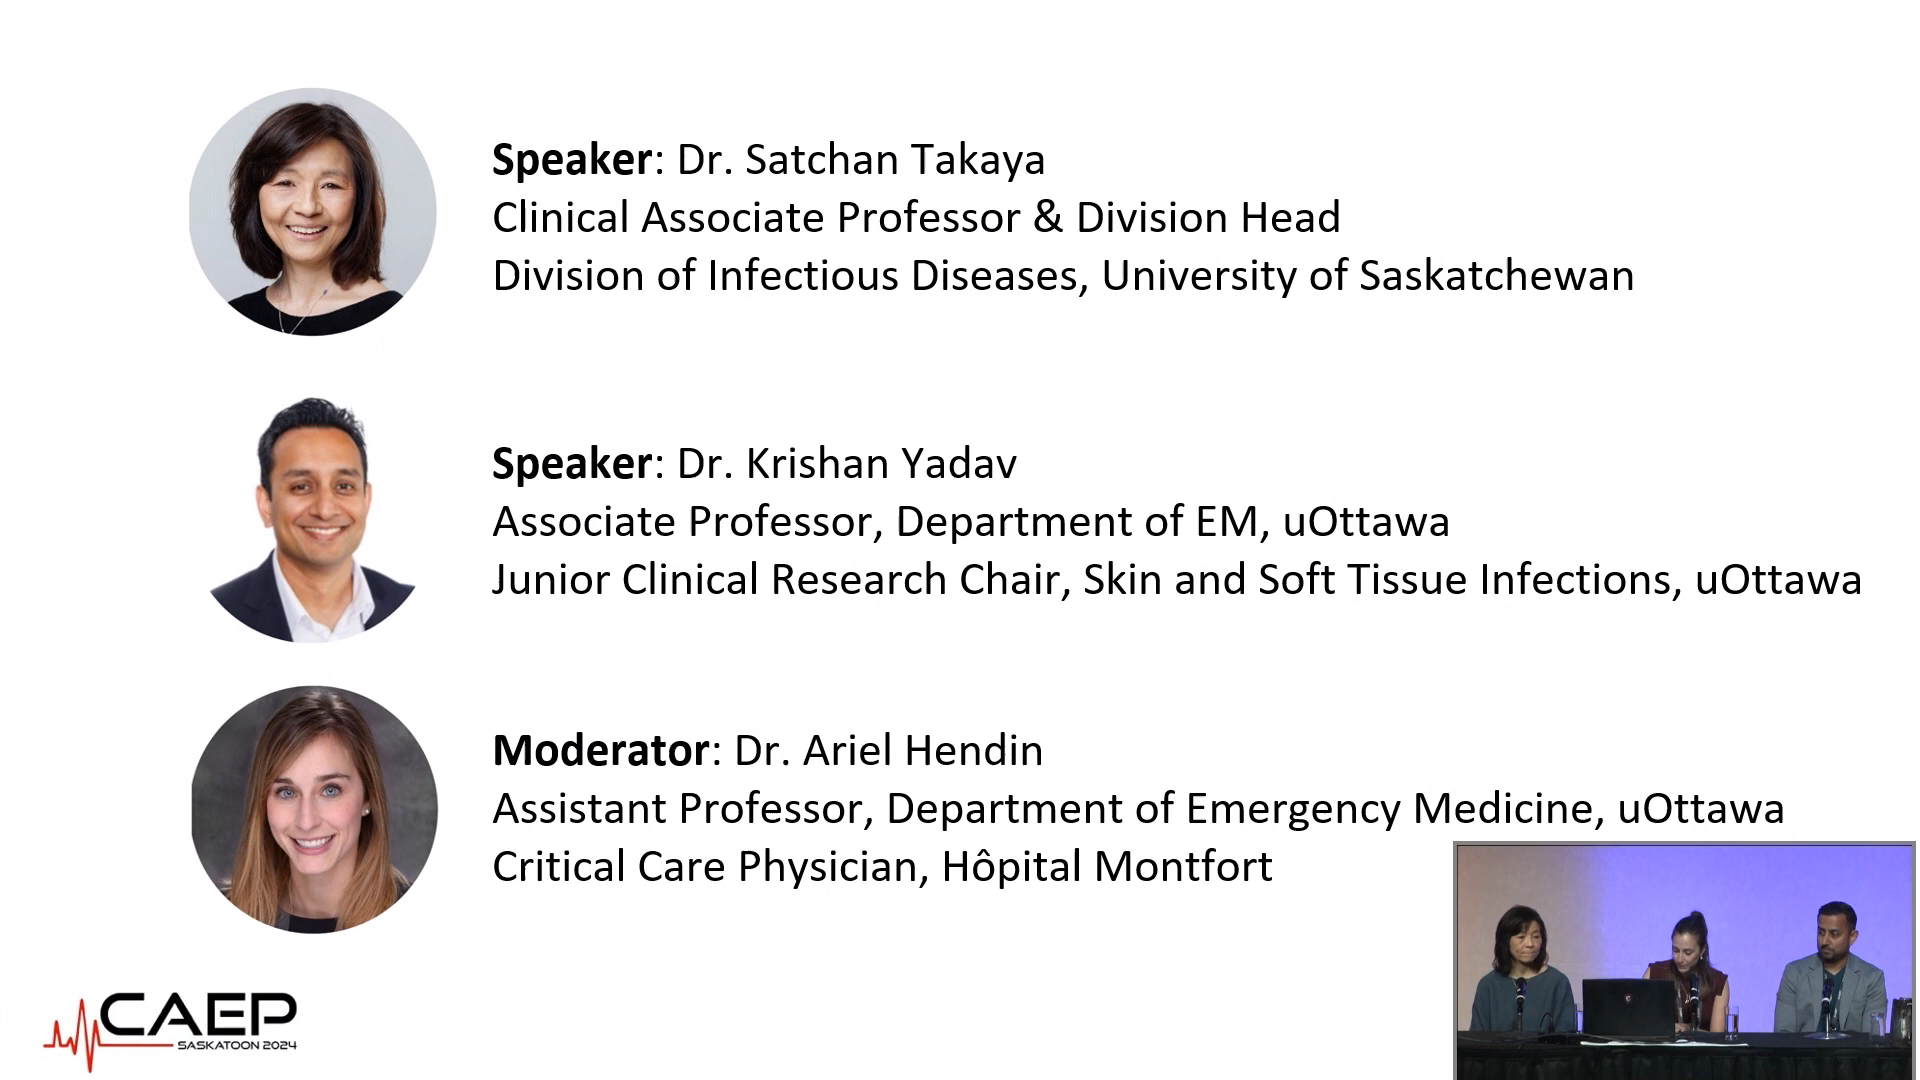 Speaker: Dr. Satchan Takaya
Clinical Associate Professor & Division Head
Division of Infectious Diseases, University of Saskatchewan
Speaker: Dr. Krishan Yadav
Associate Professor, Department of EM, uOttawa
Junior Clinical Research Chair, Skin and Soft Tissue Infections, uOttawa
Moderator: Dr. Ariel Hendin
Assistant Professor, Department of Emergency Medicine, uOttawa
Critical Care Physician, Hôpital Montfort
CAEP
SASKATOON 2024